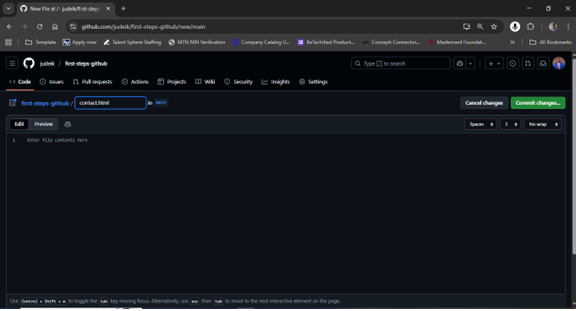 New File at / · judeik/first-steps
github.com/judeik/first-steps-github/new/main
Template Apply now Talent Sphere Staffing MTN NIN Verification Company Catalog U... BeTechified Product... Concept: Connectivi... Mastercard Foundat... » All Bookmarks
judeik / first-steps-github
Type / to search
Code Issues Pull requests Actions Projects Wiki Security Insights Settings
first-steps-github / contact.html in main
Cancel changes Commit changes...
Edit Preview
Spaces 2 No wrap
1 Enter file contents here
Use Control + Shift + m to toggle the tab key moving focus. Alternatively, use esc then tab to move to the next interactive element on the page.